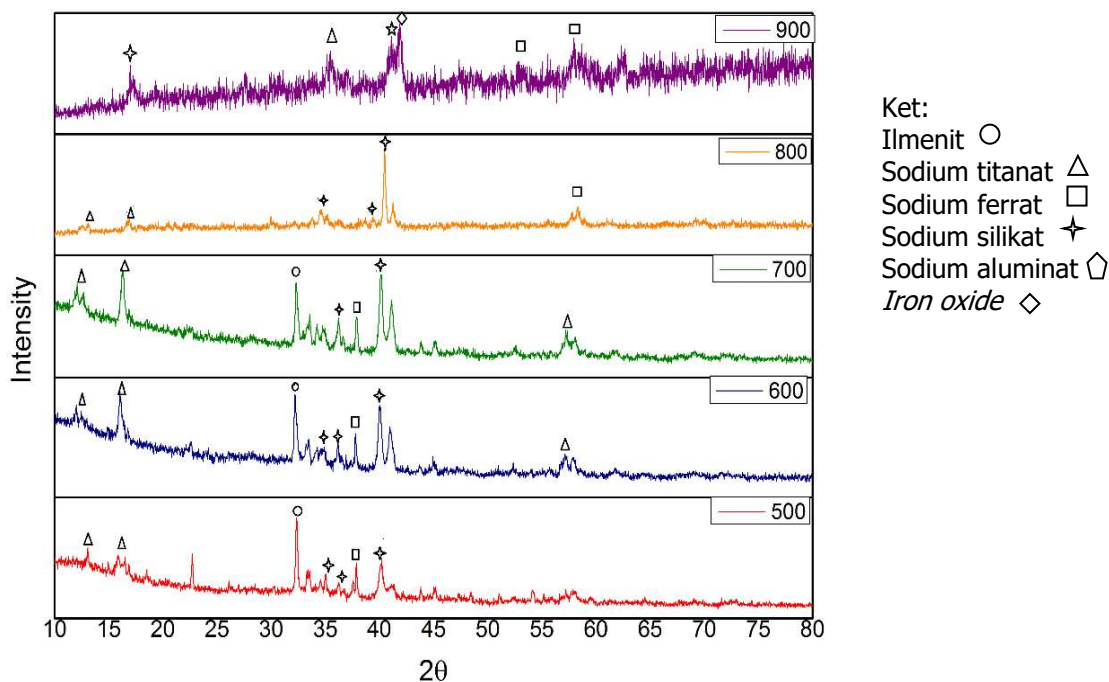 900
800
700
600
500
Intensity
10 15 20 25 30 35 40 45 50 55 60 65 70 75 80
2θ
Ket:
Ilmenit ○
Sodium titanat △
Sodium ferrat □
Sodium silikat ✧
Sodium aluminat ⬠
Iron oxide ◇